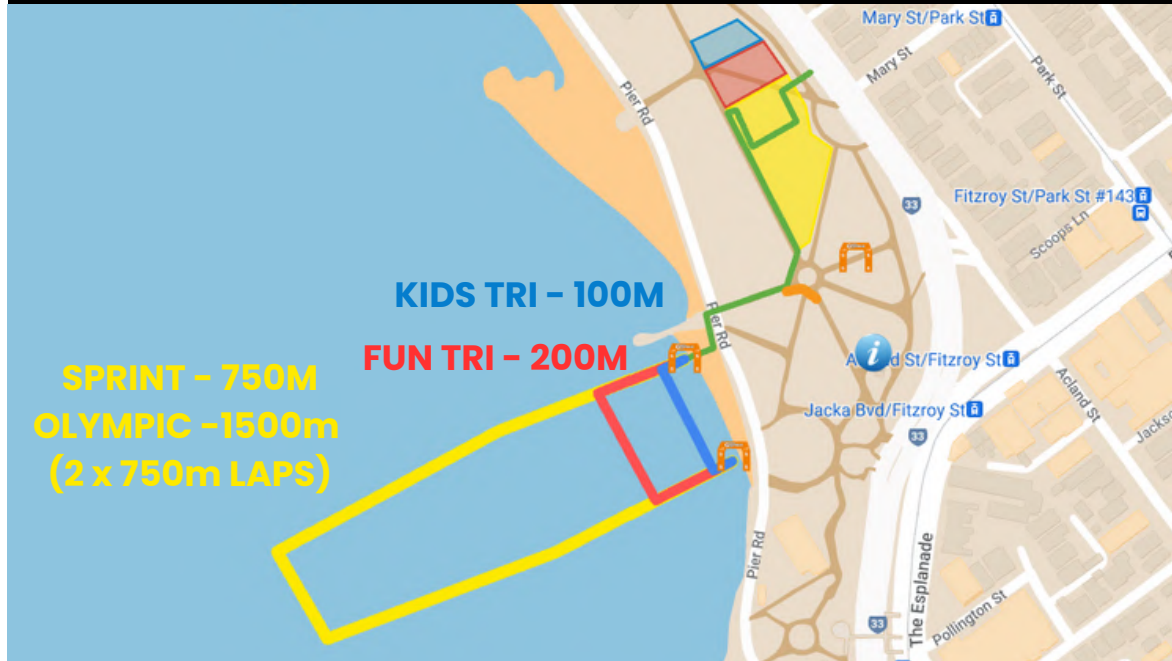 Mary St/Park St
Mary St
Park St
Pier Rd
Fitzroy St/Park St #143
33
Scoops Ln
KIDS TRI - 100M
Pier Rd
FUN TRI - 200M
SPRINT - 750M
OLYMPIC -1500m
(2 x 750m LAPS)
i
d St/Fitzroy St
Acland St
Jacka Bvd/Fitzroy St
33
Jacks
Pier Rd
The Esplanade
33
Pollington St